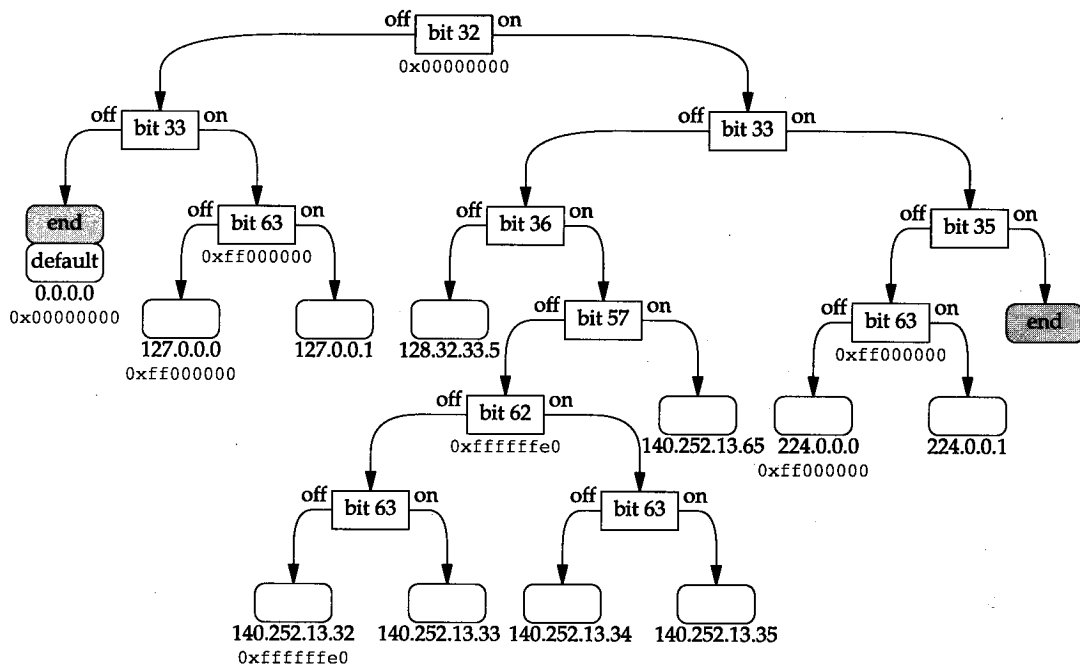 off bit 32 on
0x00000000
off bit 33 on
off bit 33 on
end
default
0.0.0.0
0x00000000
off bit 63 on
0xff000000
off bit 36 on
off bit 35 on
127.0.0.0
0xff000000
127.0.0.1
128.32.33.5
off bit 57 on
off bit 63 on
0xff000000
end
off bit 62 on
0xffffffe0
140.252.13.65
224.0.0.0
0xff000000
224.0.0.1
off bit 63 on
off bit 63 on
140.252.13.32
0xffffffe0
140.252.13.33
140.252.13.34
140.252.13.35